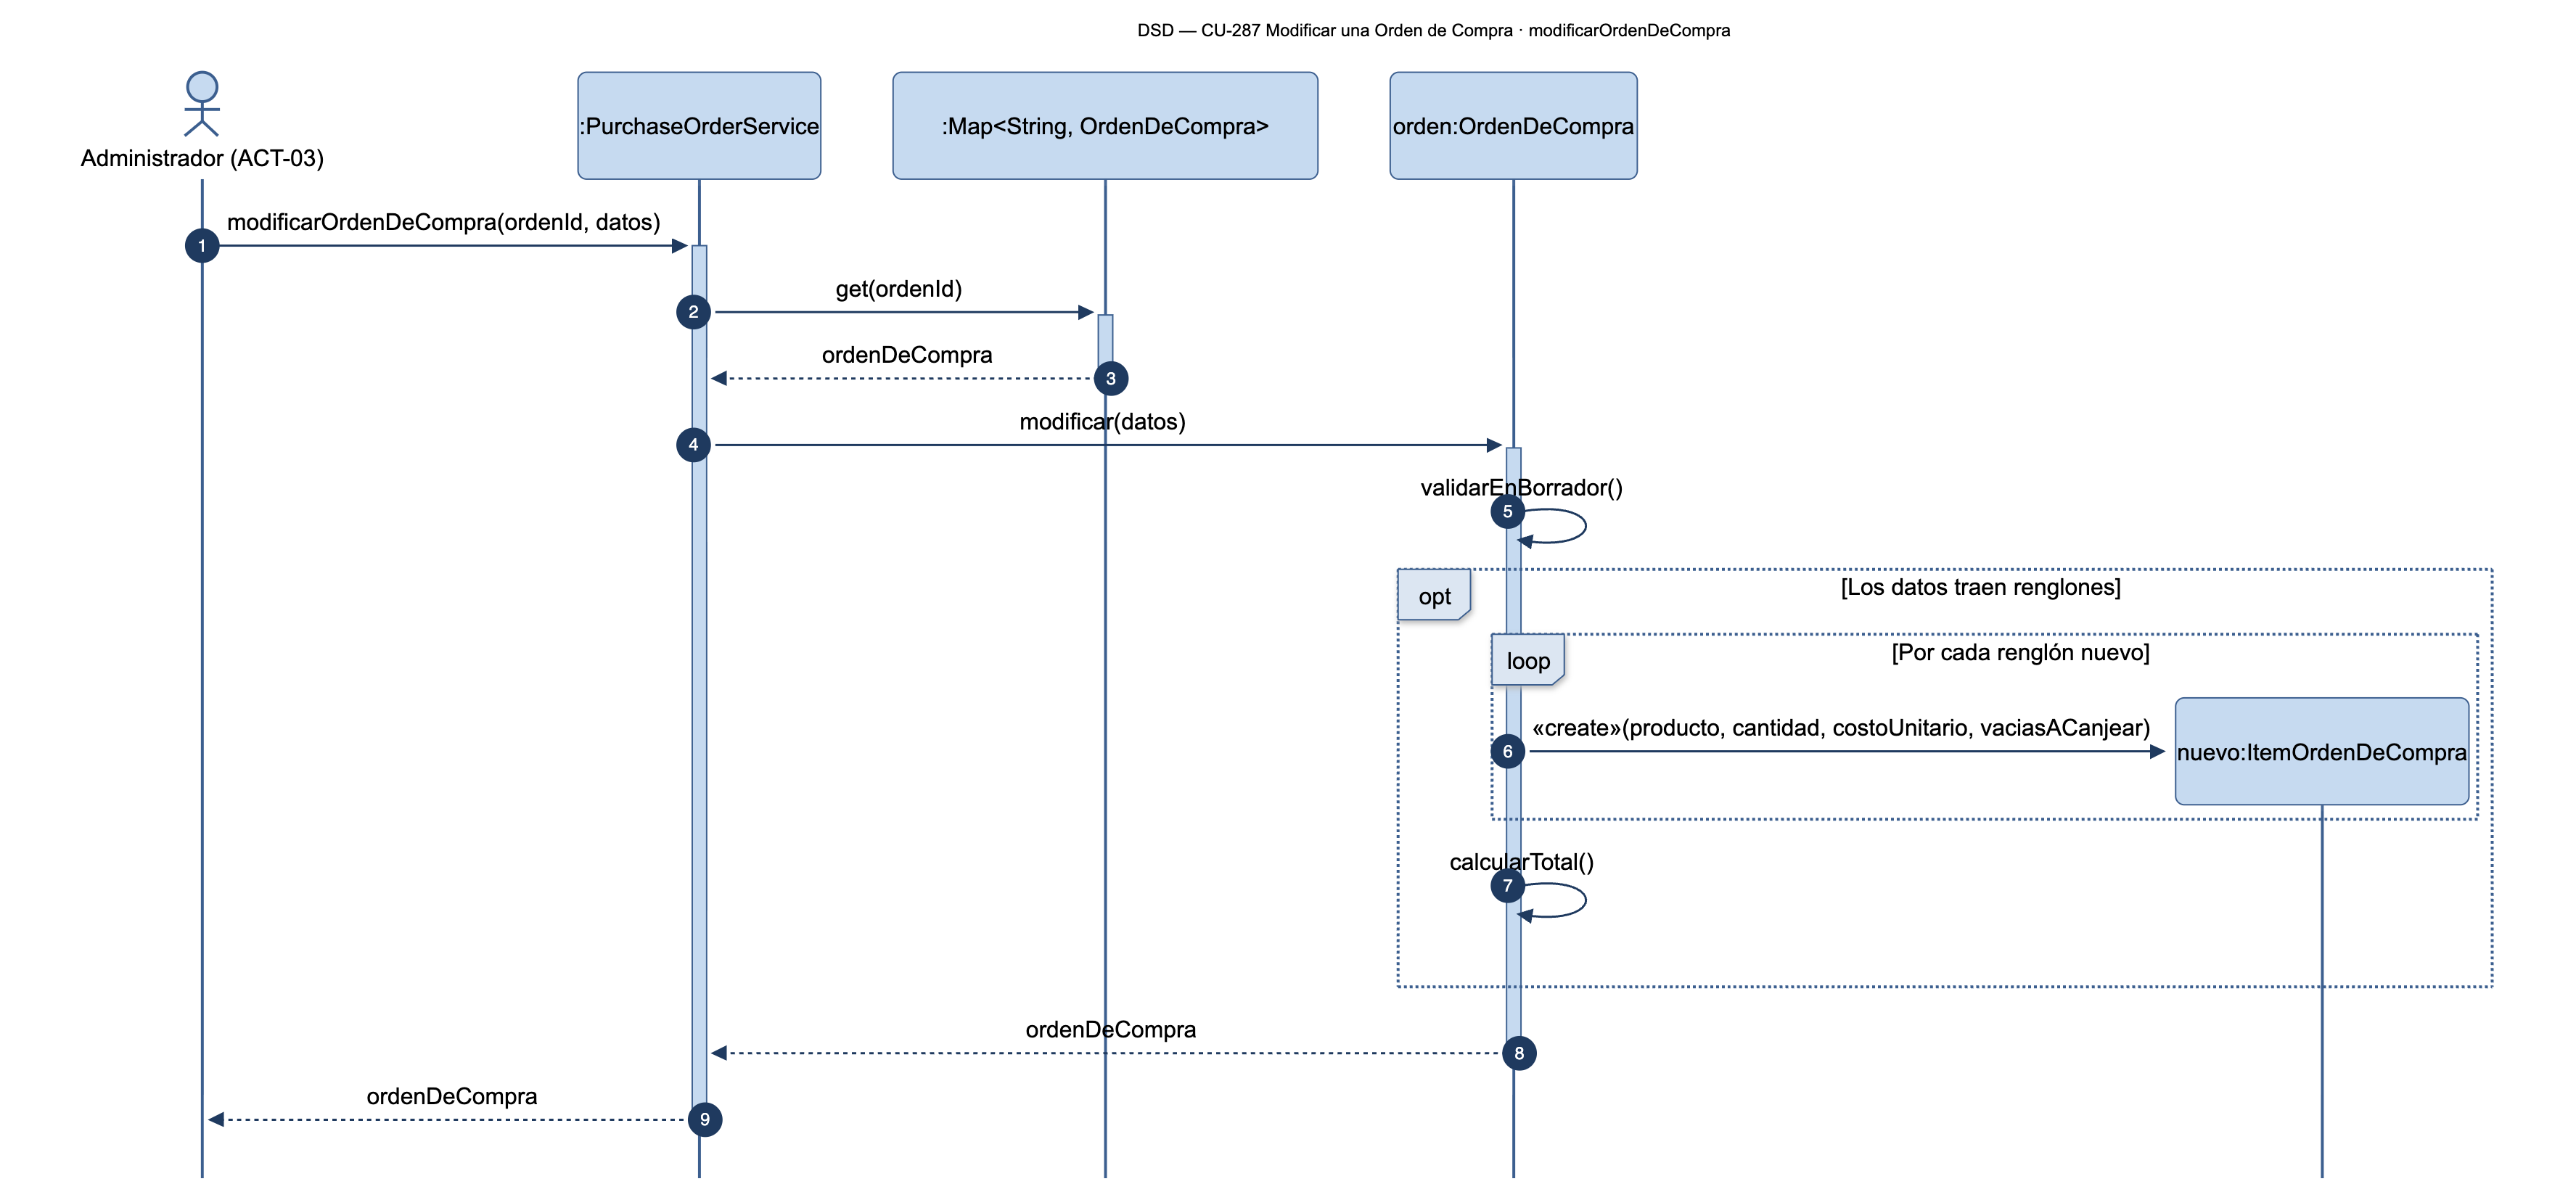 DSD — CU-287 Modificar una Orden de Compra · modificarOrdenDeCompra
Administrador (ACT-03)
:PurchaseOrderService
:Map<String, OrdenDeCompra>
orden:OrdenDeCompra
1
modificarOrdenDeCompra(ordenId, datos)
2
get(ordenId)
ordenDeCompra
3
4
modificar(datos)
validarEnBorrador()
5
opt
[Los datos traen renglones]
loop
[Por cada renglón nuevo]
6
«create»(producto, cantidad, costoUnitario, vaciasACanjear)
nuevo:ItemOrdenDeCompra
calcularTotal()
7
ordenDeCompra
8
ordenDeCompra
9